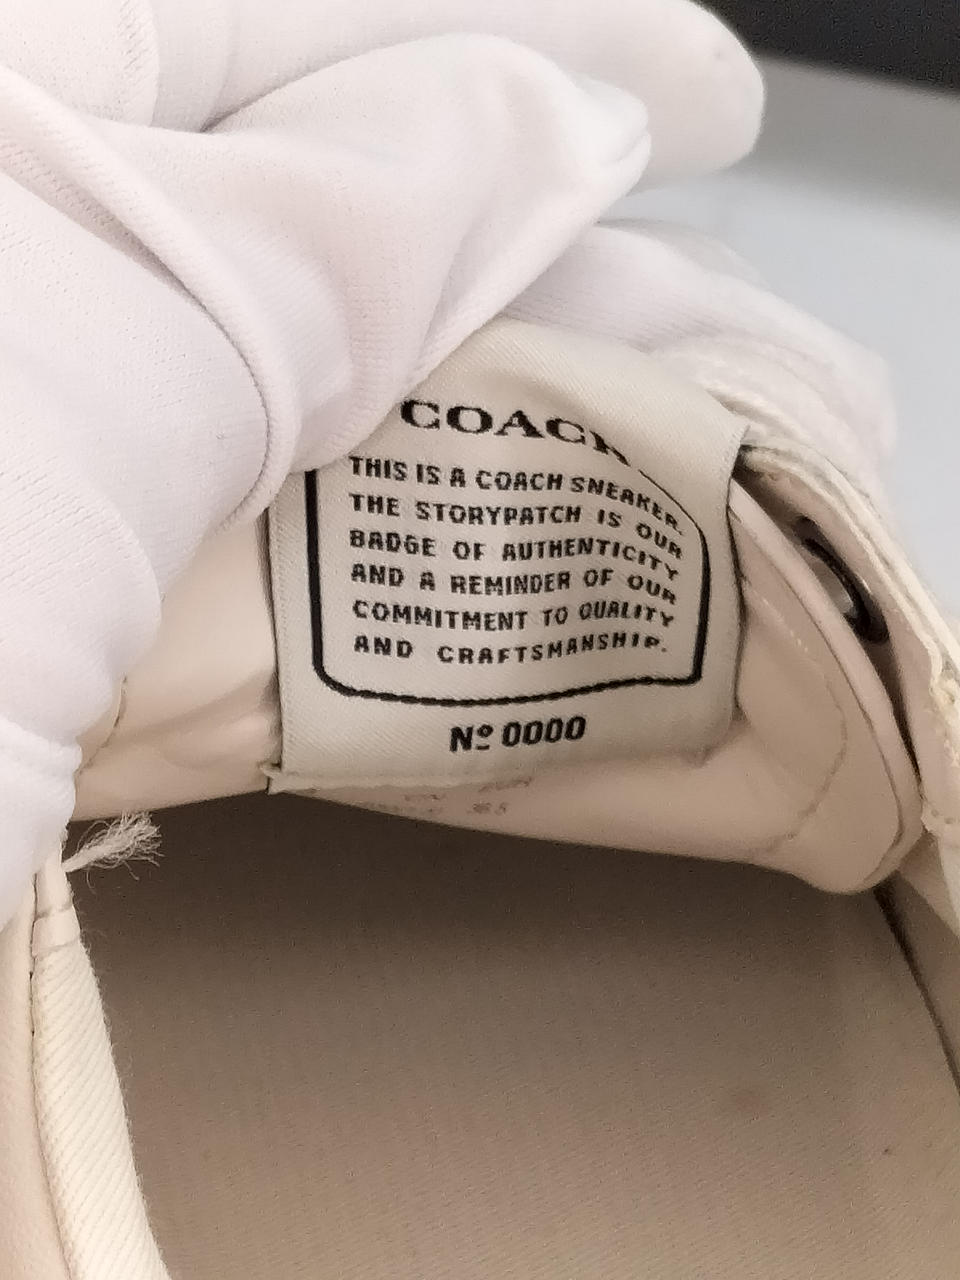 COACH
THIS IS A COACH SNEAKER.
THE STORYPATCH IS OUR
BADGE OF AUTHENTICITY
AND A REMINDER OF OUR
COMMITMENT TO QUALITY
AND CRAFTSMANSHIP.
Nº 0000